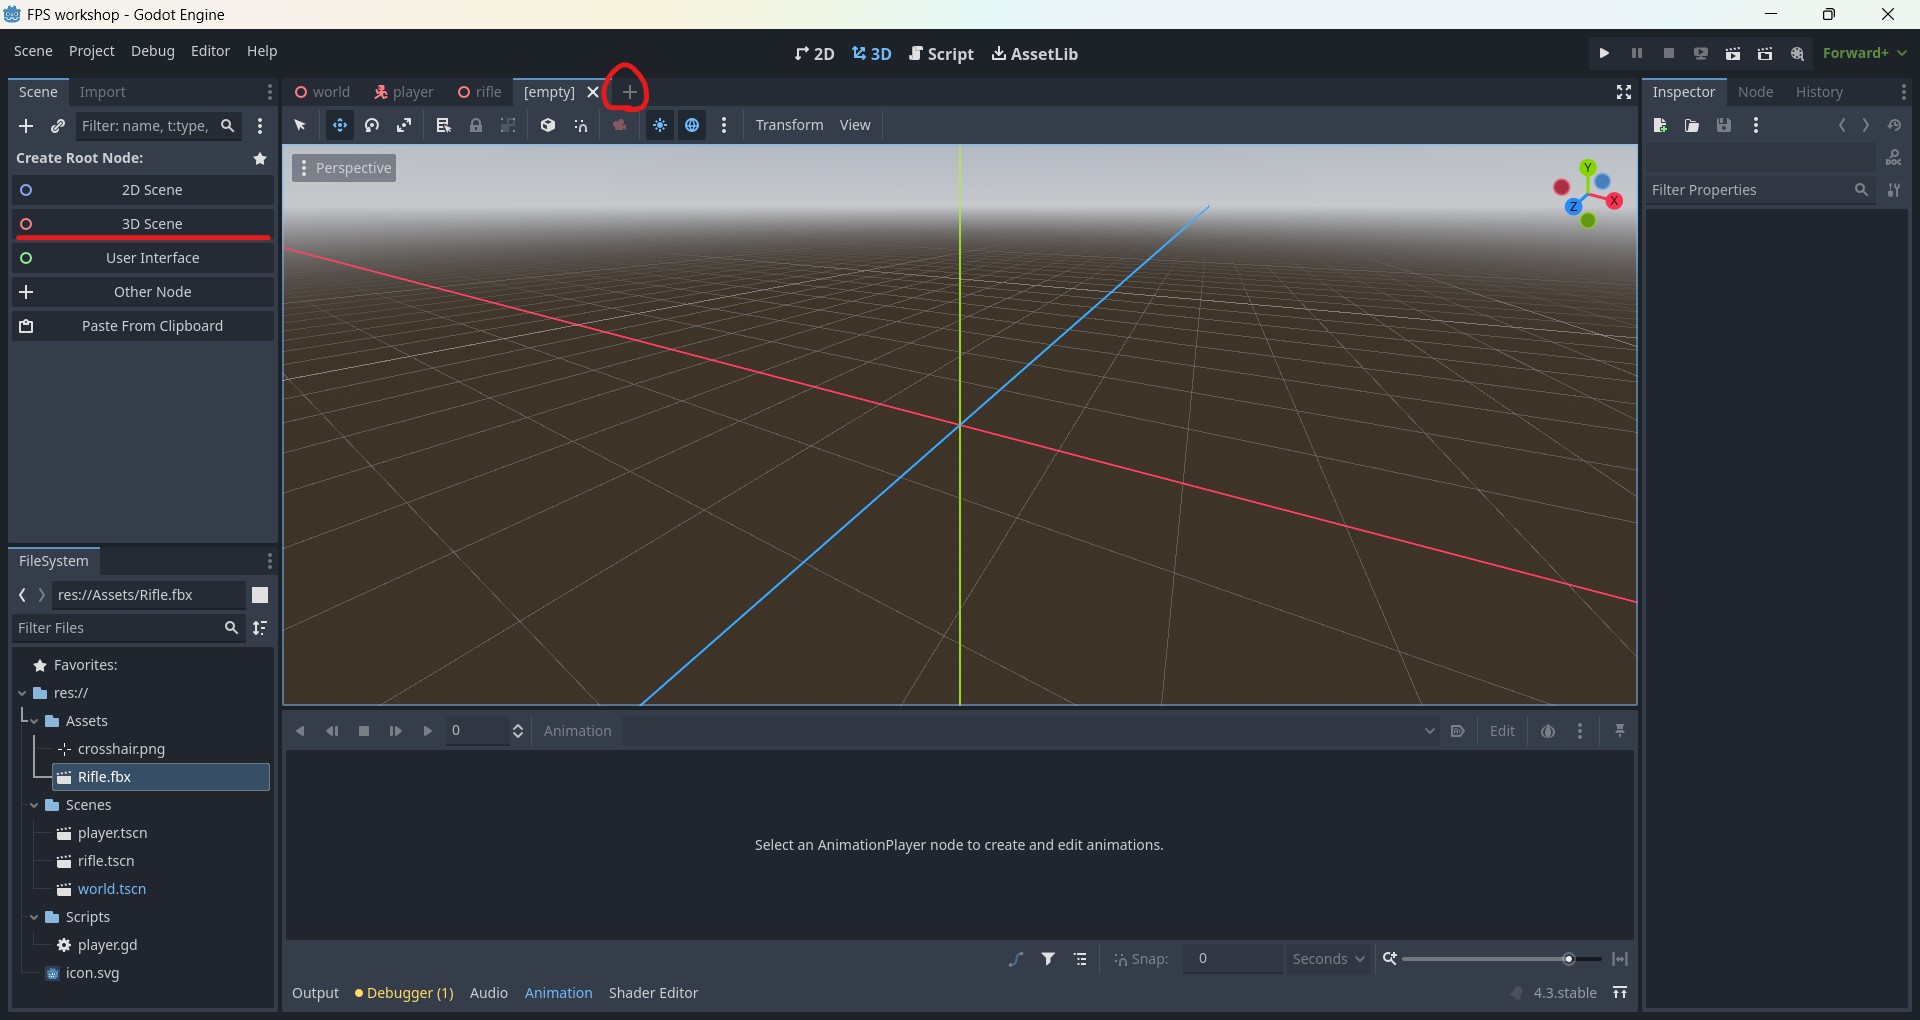 FPS workshop - Godot Engine
Scene Project Debug Editor Help
2D 3D Script AssetLib
Forward+
Scene Import
world player rifle [empty]
Inspector Node History
Filter: name, t:type,
Transform View
Create Root Node:
Perspective
Y
X
Z
DOC
2D Scene
Filter Properties
3D Scene
User Interface
Other Node
Paste From Clipboard
FileSystem
res://Assets/Rifle.fbx
Filter Files
Favorites:
res://
Assets
crosshair.png
Rifle.fbx
Scenes
player.tscn
rifle.tscn
world.tscn
Scripts
player.gd
icon.svg
0 Animation Edit
Select an AnimationPlayer node to create and edit animations.
Snap: 0 Seconds
Output Debugger (1) Audio Animation Shader Editor
4.3.stable